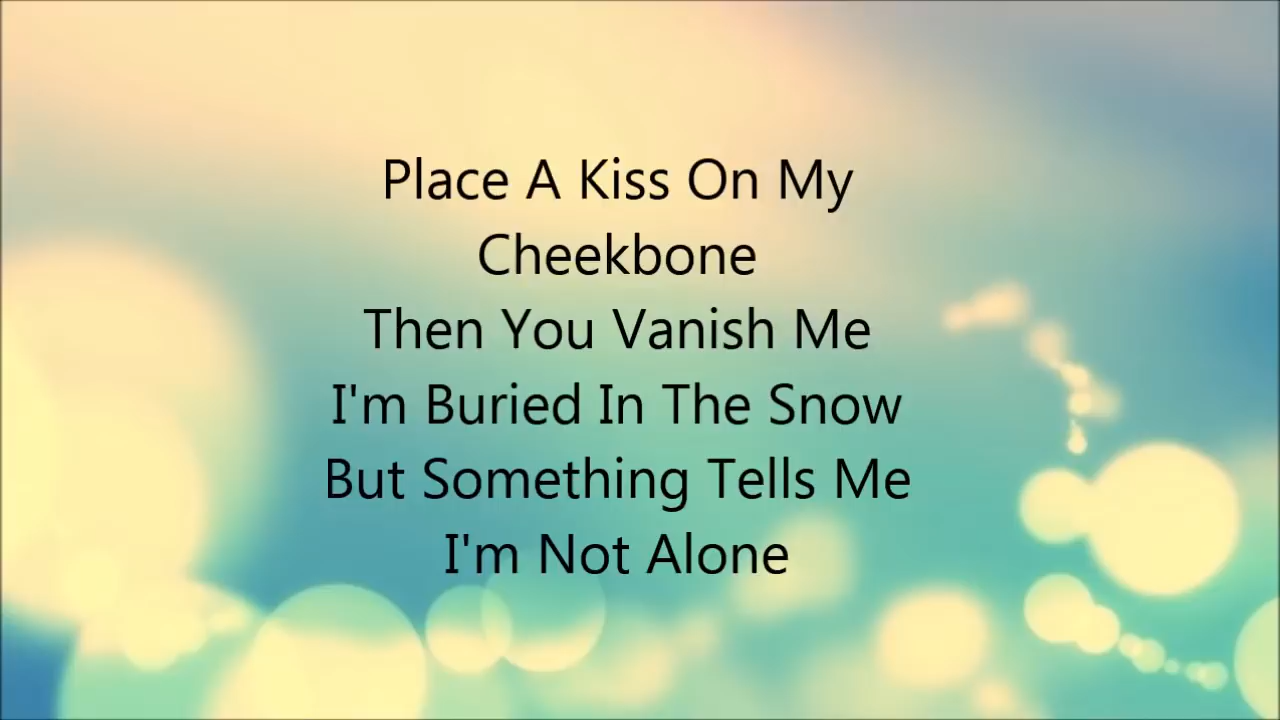 Place A Kiss On My
Cheekbone
Then You Vanish Me
I'm Buried In The Snow
But Something Tells Me
I'm Not Alone